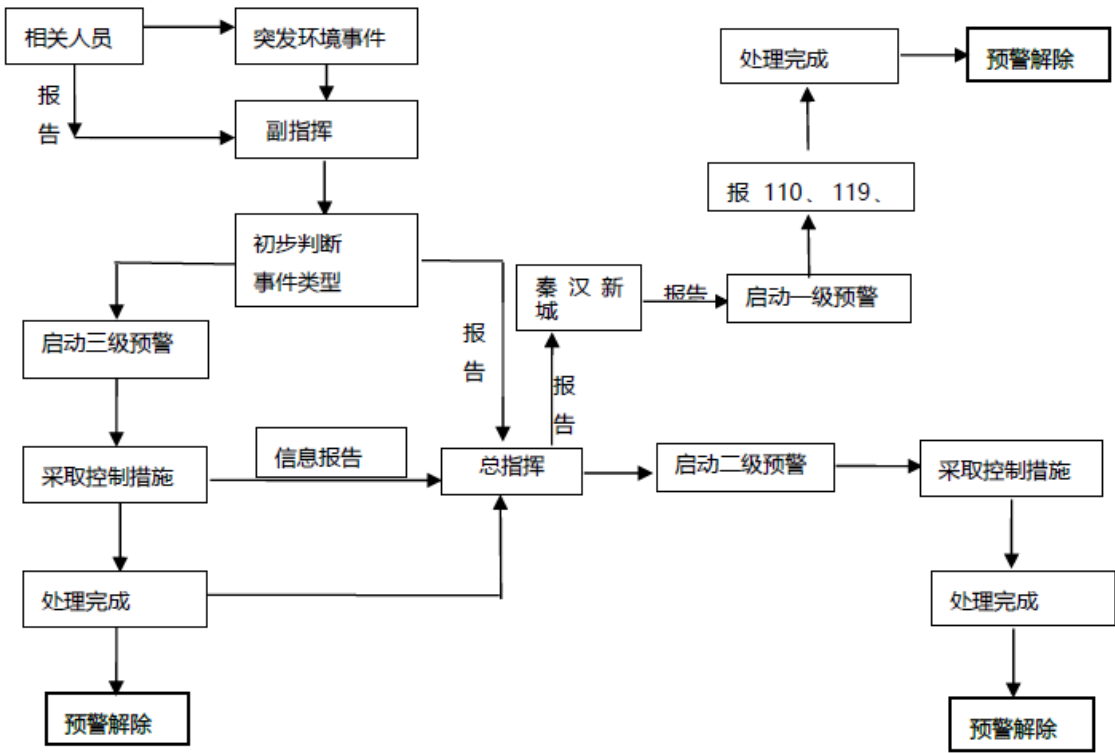 相关人员
突发环境事件
报
告
副指挥
初步判断
事件类型
启动三级预警
采取控制措施
信息报告
处理完成
预警解除
报
告
总指挥
报
告
秦 汉 新
城
报告
启动一级预警
报 110、119、
处理完成
预警解除
启动二级预警
采取控制措施
处理完成
预警解除